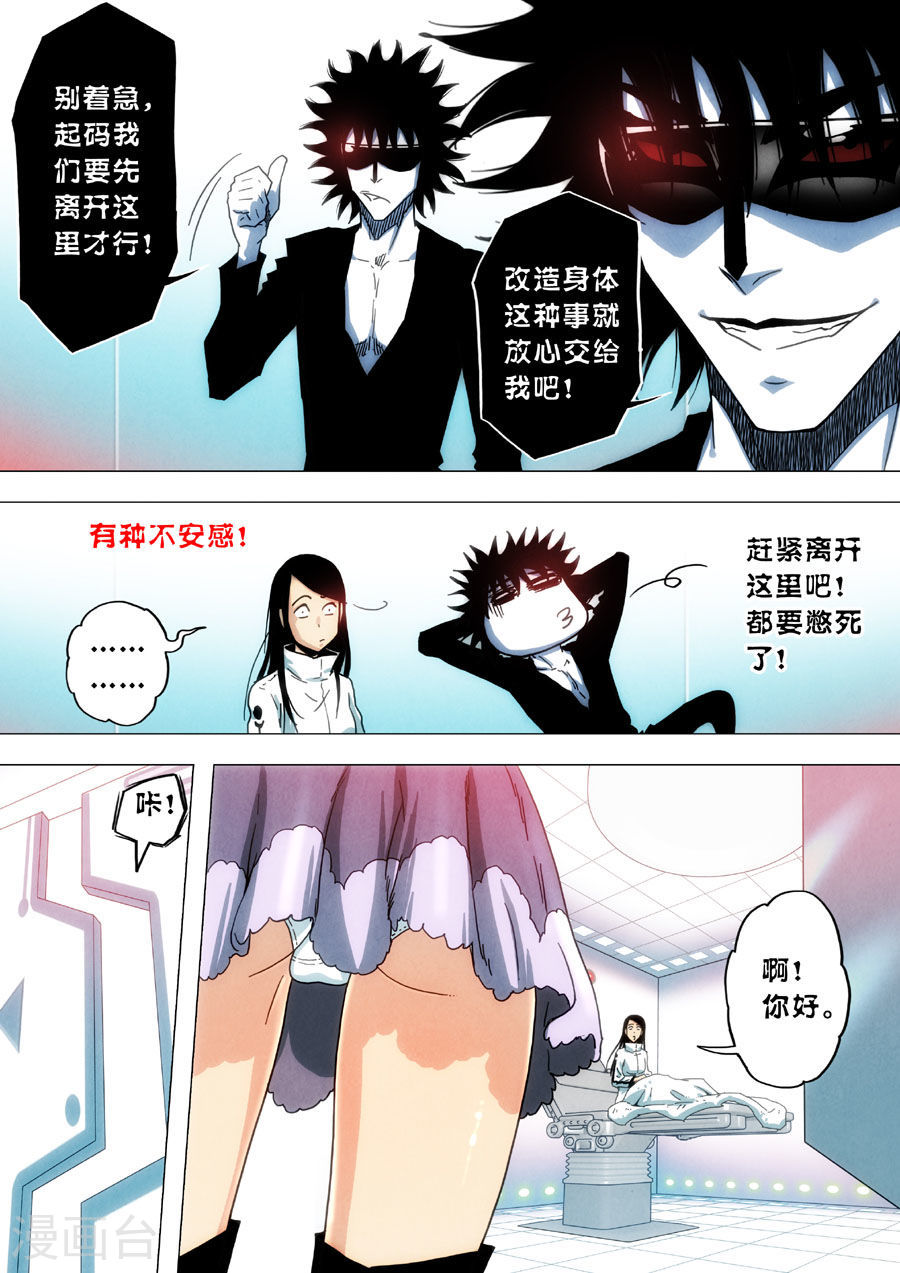 别着急，
起码我
们要先
离开这
里才行！
改造身体
这种事就
放心交给
我吧！
有种不安感！
……
……
赶紧离开
这里吧！
都要憋死
了！
咔！
啊！
你好。
漫画台